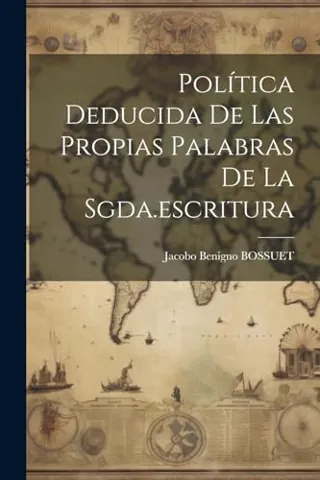 Política
Deducida De Las
Propias Palabras
De La
Sgda.escritura
Jacobo Benigno BOSSUET